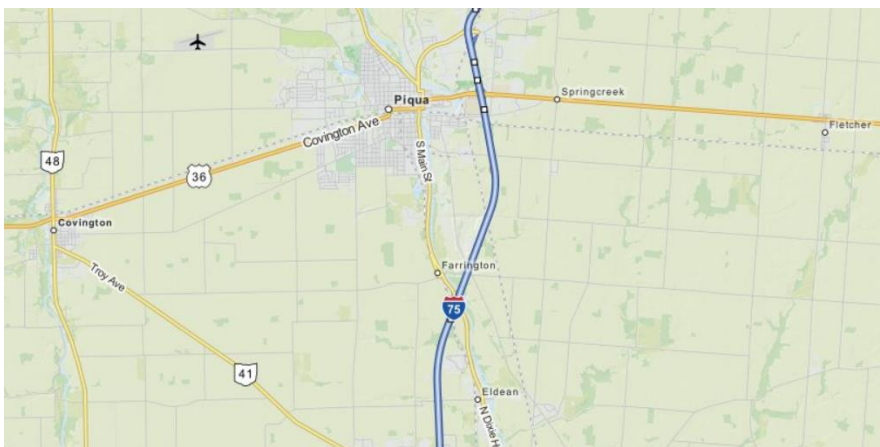 Piqua
Springcreek
Fletcher
Covington Ave
S Main St
48
36
Covington
Troy Ave
Farrington
75
41
Eldean
N Dixie H